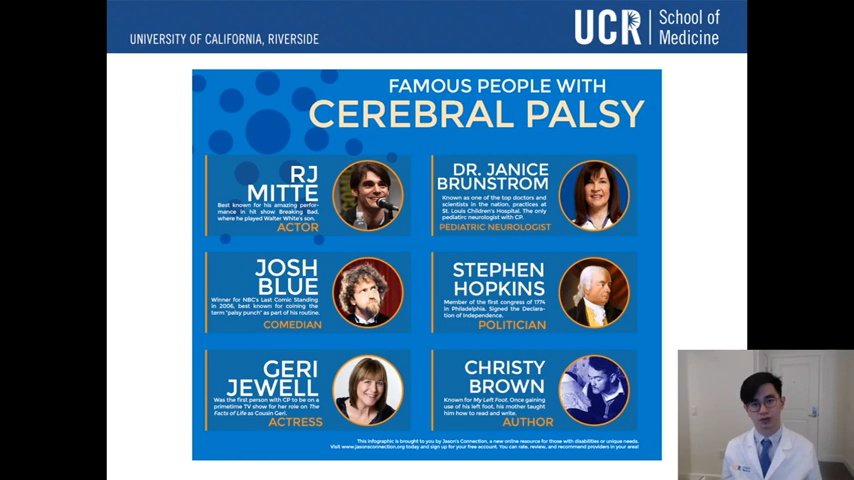 UNIVERSITY OF CALIFORNIA, RIVERSIDE
UCR
School of
Medicine
FAMOUS PEOPLE WITH
CEREBRAL PALSY
RJ
MITTE
Best known for his amazing perfor-
mance in hit show Breaking Bad,
where he played Walter White's son.
ACTOR
DR. JANICE
BRUNSTROM
Known as one of the top doctors and
scientists in the nation, practices at
St. Louis Children's Hospital. The only
pediatric neurologist with CP.
PEDIATRIC NEUROLOGIST
JOSH
BLUE
Winner for NBC's Last Comic Standing
in 2006, best known for coining the
term "palsy punch" as part of his routine.
COMEDIAN
STEPHEN
HOPKINS
Member of the first congress of 1774
in Philadelphia. Signed the Declara-
tion of Independence.
POLITICIAN
GERI
JEWELL
Was the first person with CP to be on a
primetime TV show for her role on The
Facts of Life as Cousin Geri.
ACTRESS
CHRISTY
BROWN
Known for My Left Foot. Once gaining
use of his left foot, his mother taught
him how to read and write.
AUTHOR
This infographic is brought to you by Jason's Connection, a new online resource for those with disabilities or unique needs.
Visit www.jasonsconnection.org today and sign up for your free account. You can rate, review, and recommend providers in your area!